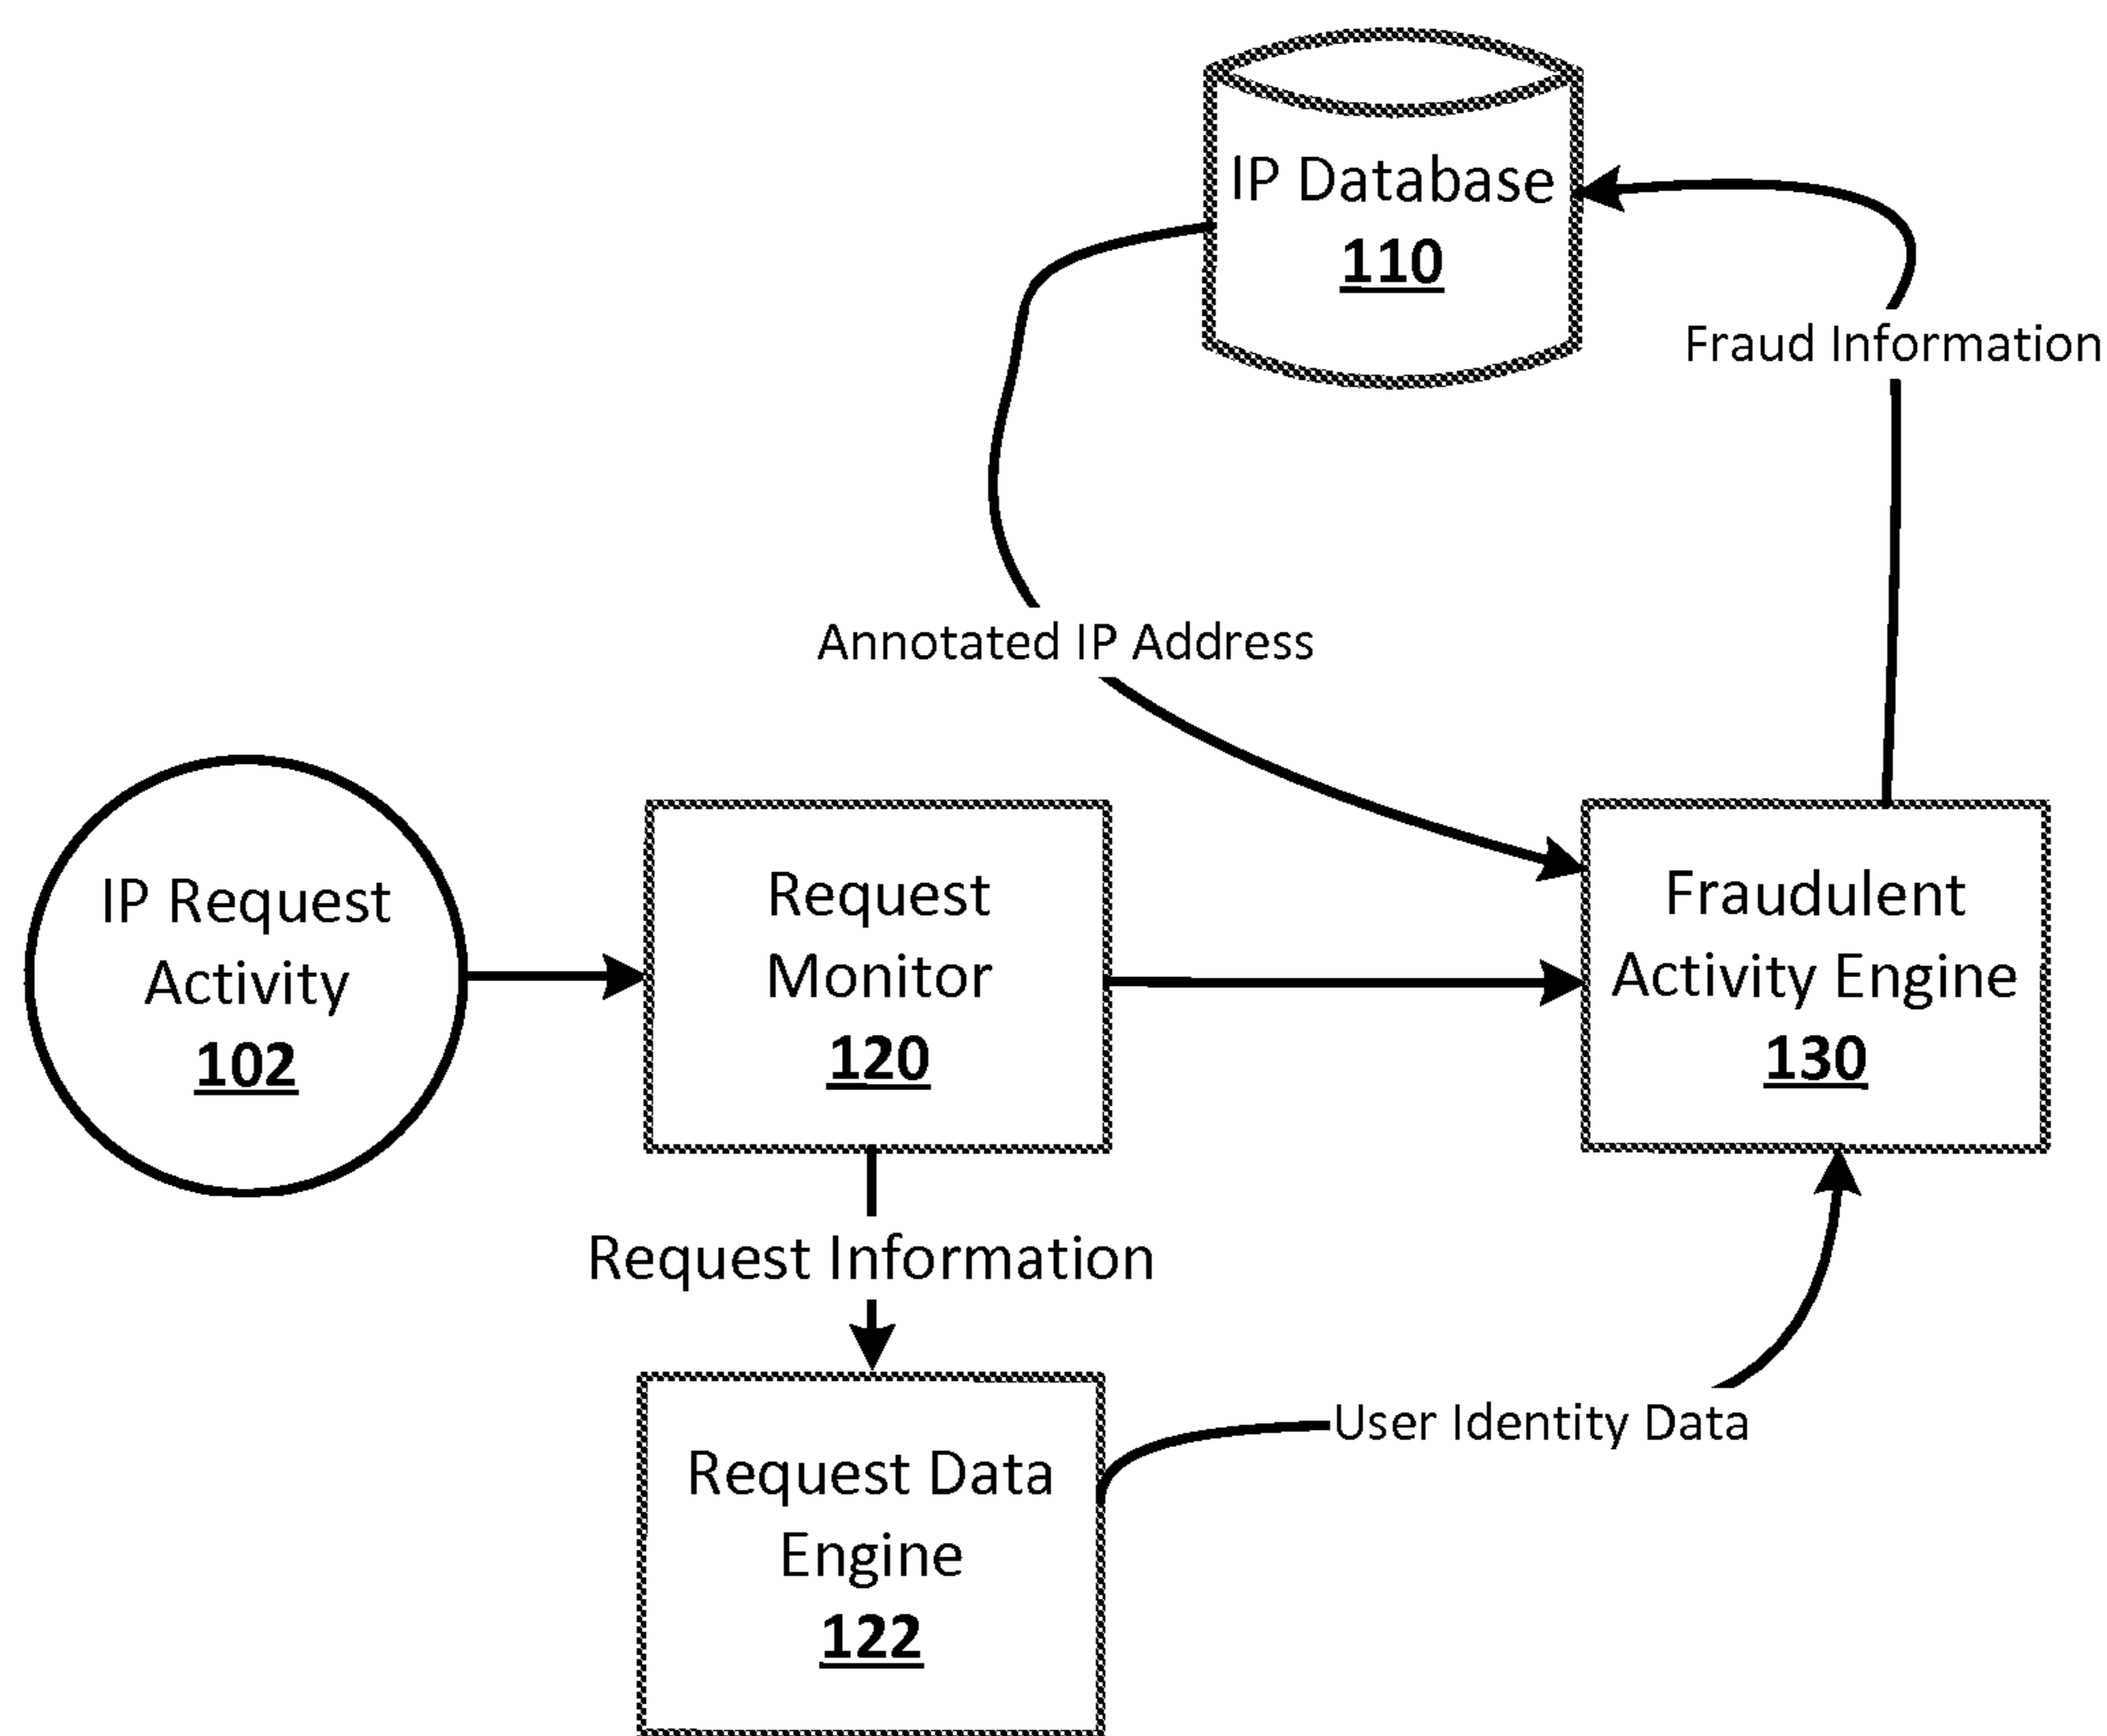 IP Database
110
Fraud Information
Annotated IP Address
IP Request
Activity
102
Request
Monitor
120
Fraudulent
Activity Engine
130
Request Information
User Identity Data
Request Data
Engine
122